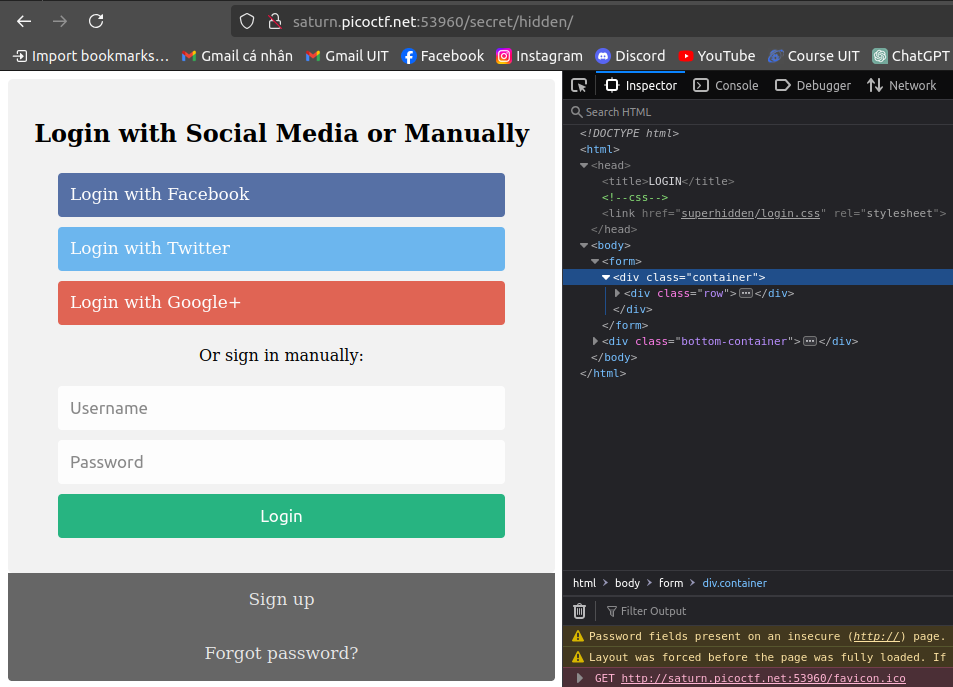 saturn.picoctf.net:53960/secret/hidden/
Import bookmarks... Gmail cá nhân Gmail UIT Facebook Instagram Discord YouTube Course UIT ChatGPT
Login with Social Media or Manually
Login with Facebook
Login with Twitter
Login with Google+
Or sign in manually:
Username
Password
Login
Sign up
Forgot password?
Inspector Console Debugger Network
Search HTML
<!DOCTYPE html>
<html>
<head>
<title>LOGIN</title>
<!--css-->
<link href="superhidden/login.css" rel="stylesheet">
</head>
<body>
<form>
<div class="container">
<div class="row"></div>
</div>
</form>
<div class="bottom-container"></div>
</body>
</html>
html > body > form > div.container
Filter Output
Password fields present on an insecure (http://) page.
Layout was forced before the page was fully loaded. If
GET http://saturn.picoctf.net:53960/favicon.ico